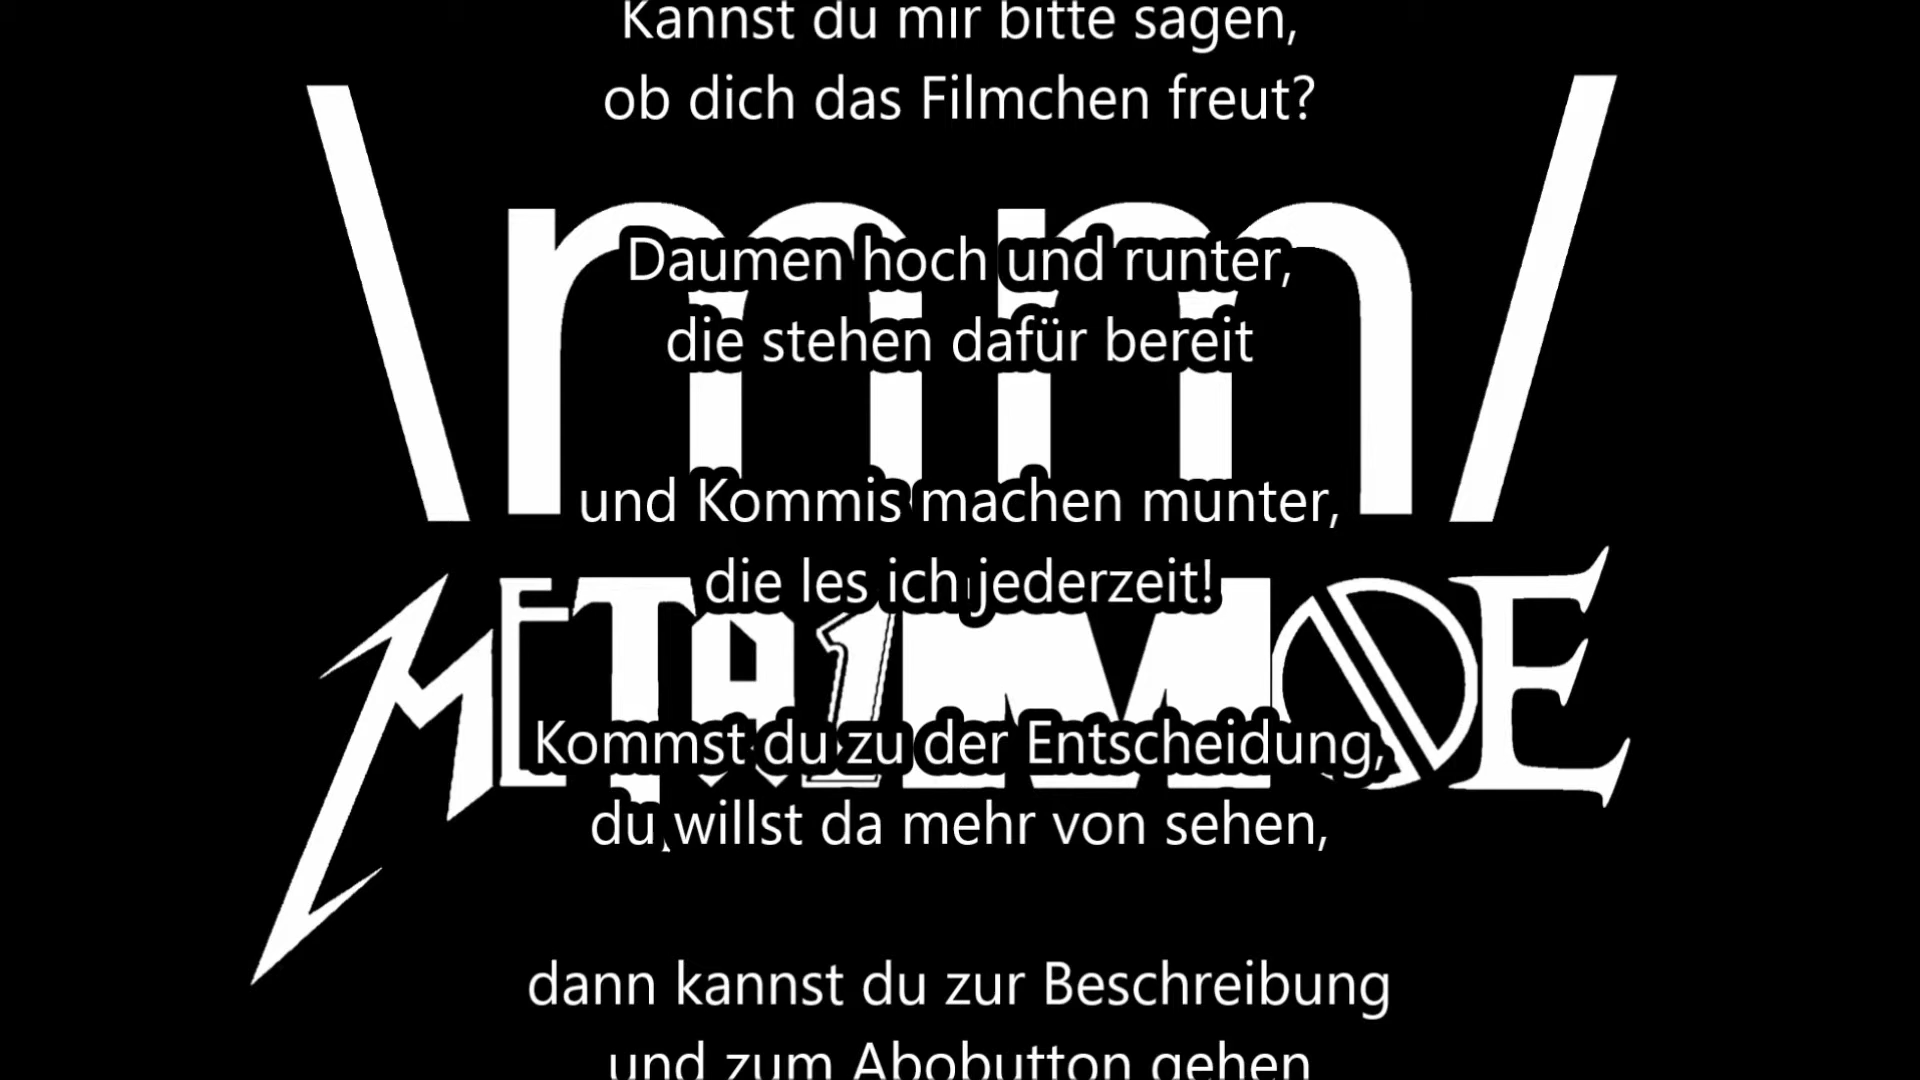 Kannst du mir bitte sagen,
ob dich das Filmchen freut?
\mm/
Daumen hoch und runter,
die stehen dafür bereit
und Kommis machen munter,
die les ich jederzeit!
METR1MMOE
Kommst du zu der Entscheidung,
du willst da mehr von sehen,
dann kannst du zur Beschreibung
und zum Abobutton gehen